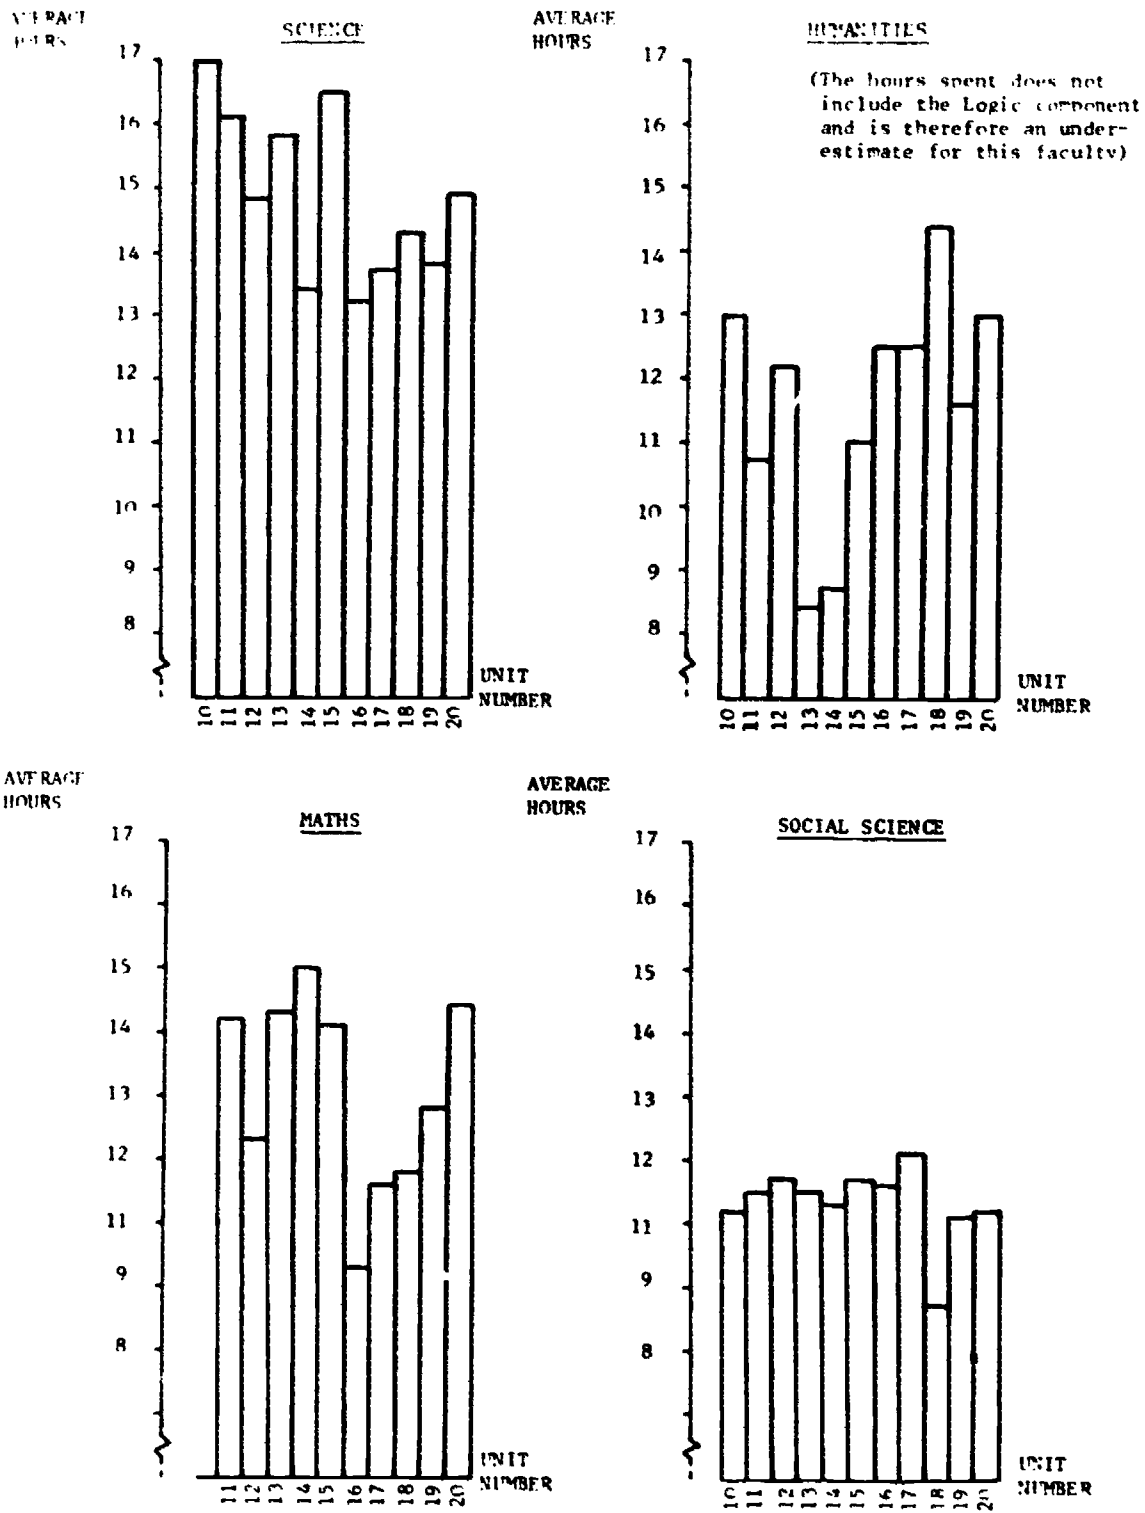 SCIENCE
17
16
15
14
13
12
11
10
9
8
UNIT
NUMBER
10 11 12 13 14 15 16 17 18 19 20
AVERAGE
HOURS
HUMANITIES
(The hours spent does not
include the Logic component
and is therefore an under-
estimate for this faculty)
17
16
15
14
13
12
11
10
9
8
UNIT
NUMBER
10 11 12 13 14 15 16 17 18 19 20
AVERAGE
HOURS
MATHS
17
16
15
14
13
12
11
9
8
UNIT
NUMBER
11 12 13 14 15 16 17 18 19 20
AVERAGE
HOURS
SOCIAL SCIENCE
17
16
15
14
13
12
11
9
8
UNIT
NUMBER
10 11 12 13 14 15 16 17 18 19 20